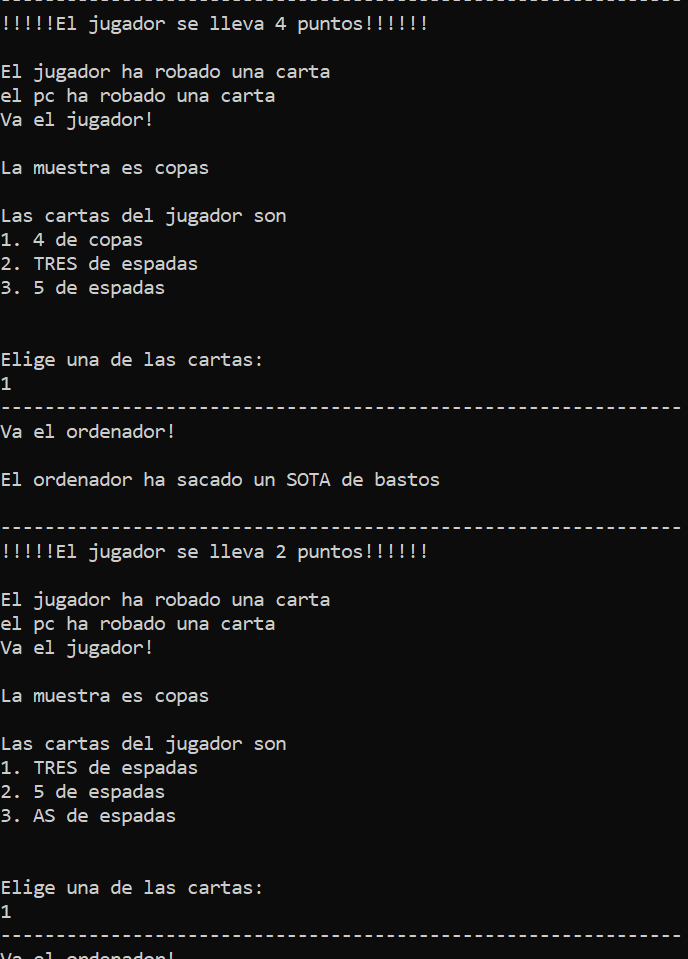 ------------------------------------------------------------
!!!!!El jugador se lleva 4 puntos!!!!!!
El jugador ha robado una carta
el pc ha robado una carta
Va el jugador!
La muestra es copas
Las cartas del jugador son
1. 4 de copas
2. TRES de espadas
3. 5 de espadas
Elige una de las cartas:
1
--------------------------------------------------------------
Va el ordenador!
El ordenador ha sacado un SOTA de bastos
--------------------------------------------------------------
!!!!!El jugador se lleva 2 puntos!!!!!!
El jugador ha robado una carta
el pc ha robado una carta
Va el jugador!
La muestra es copas
Las cartas del jugador son
1. TRES de espadas
2. 5 de espadas
3. AS de espadas
Elige una de las cartas:
1
--------------------------------------------------------------
Va el ordenador!